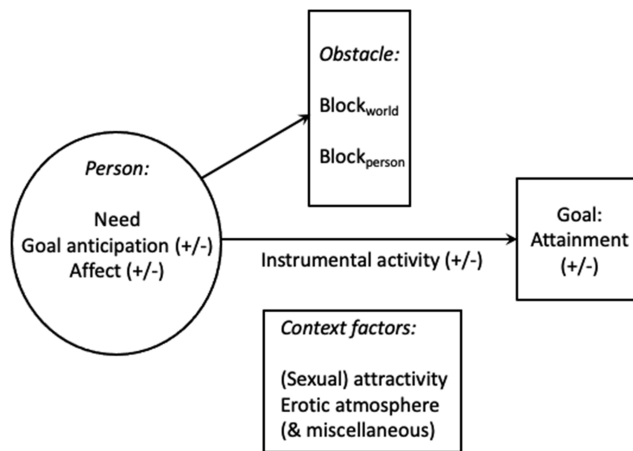 Obstacle:
Block_world
Block_person
Person:
Need
Goal anticipation (+/-)
Affect (+/-)
Instrumental activity (+/-)
Goal:
Attainment
(+/-)
Context factors:
(Sexual) attractivity
Erotic atmosphere
(& miscellaneous)